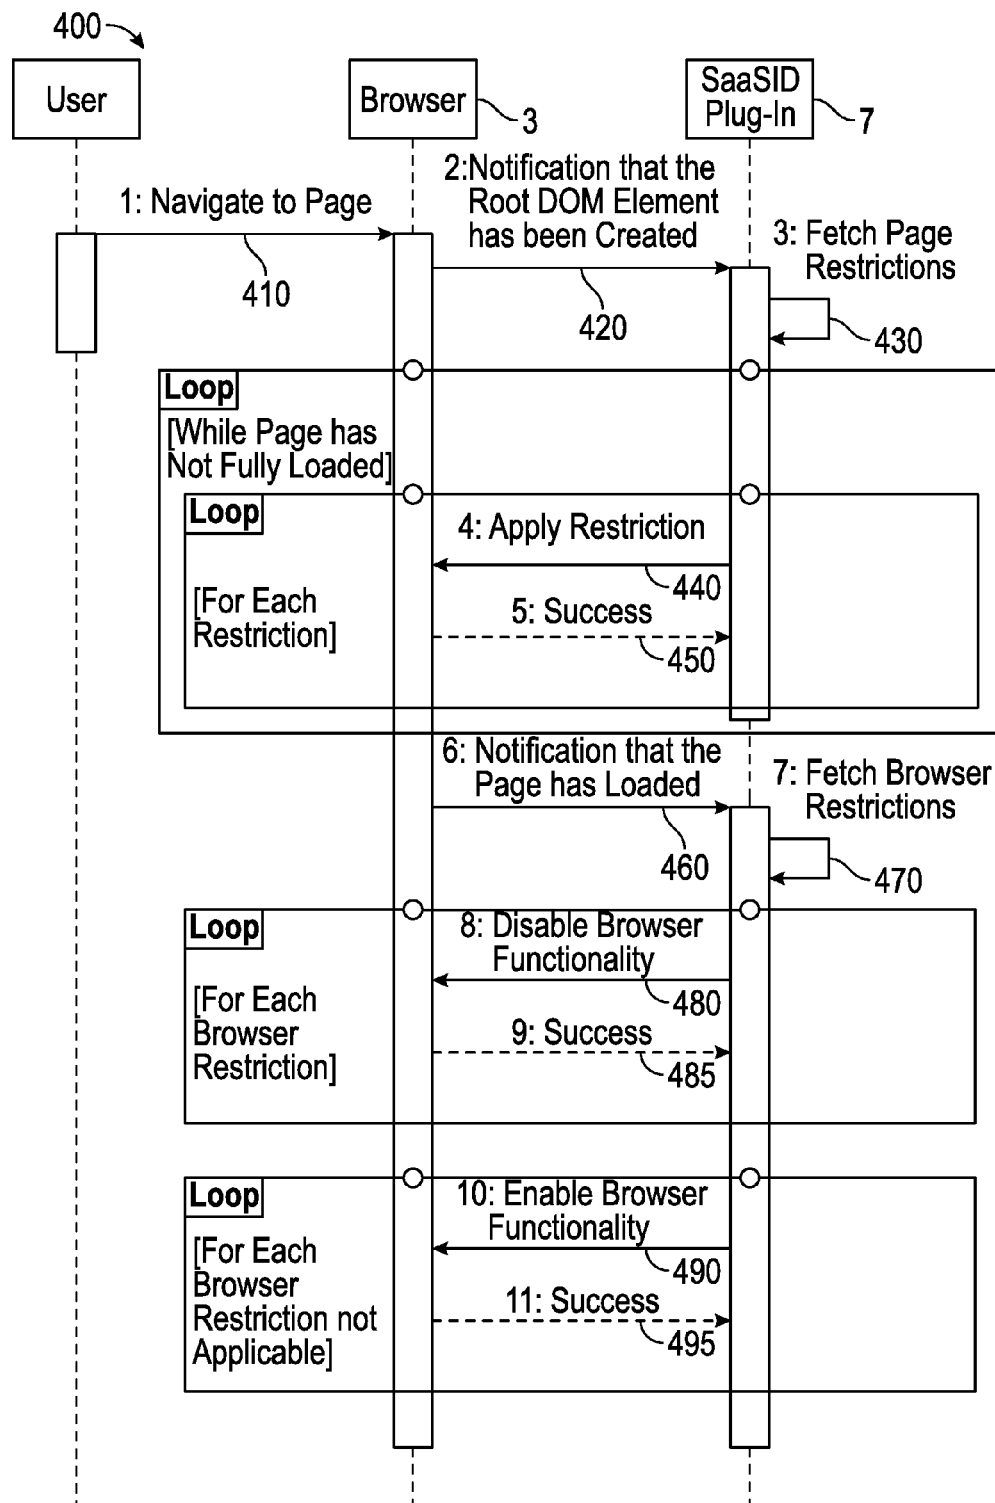 400
User
Browser
3
SaaSID
Plug-In
7
1: Navigate to Page
410
2:Notification that the
Root DOM Element
has been Created
420
3: Fetch Page
Restrictions
430
Loop
[While Page has
Not Fully Loaded]
Loop
[For Each
Restriction]
4: Apply Restriction
440
5: Success
450
6: Notification that the
Page has Loaded
460
7: Fetch Browser
Restrictions
470
Loop
[For Each
Browser
Restriction]
8: Disable Browser
Functionality
480
9: Success
485
Loop
[For Each
Browser
Restriction not
Applicable]
10: Enable Browser
Functionality
490
11: Success
495